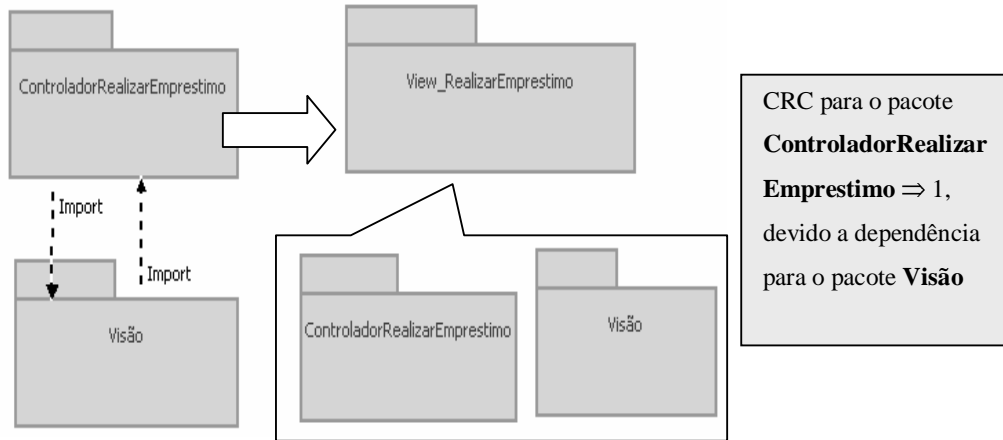 ControladorRealizarEmprestimo
Import
Import
Visão
View_RealizarEmprestimo
ControladorRealizarEmprestimo
Visão
CRC para o pacote
ControladorRealizar
Emprestimo ⇒ 1,
devido a dependência
para o pacote Visão